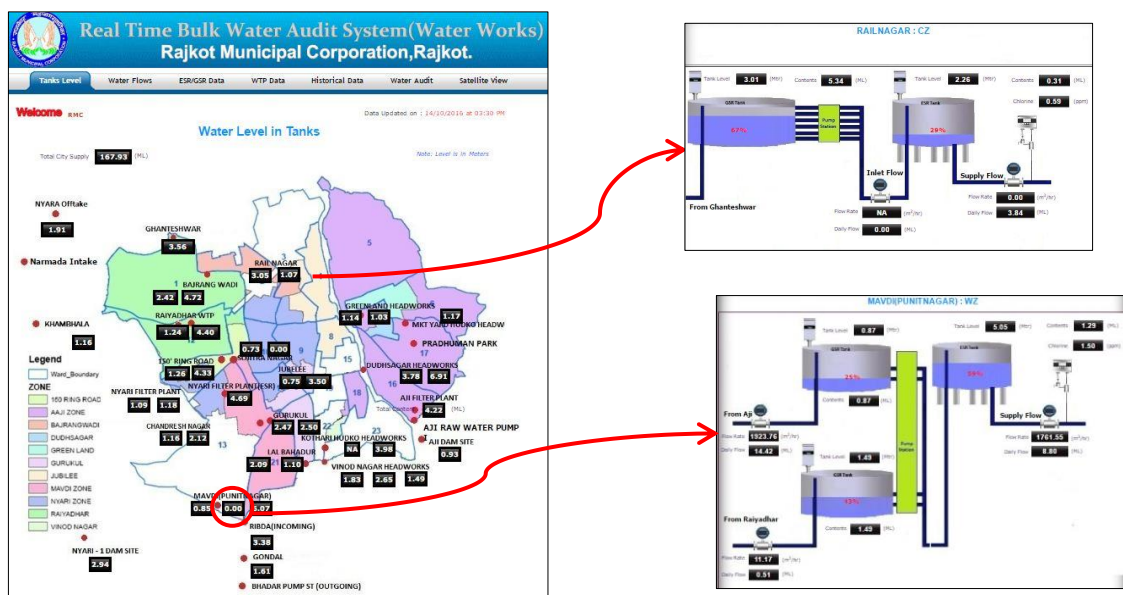 Real Time Bulk Water Audit System(Water Works)
Rajkot Municipal Corporation,Rajkot.
Tanks Level Water Flows ESR/GSR Data WTP Data Historical Data Water Audit Satellite View
Welcome RMC
Data Updated on : 14/10/2016 at 03:30 PM
Water Level in Tanks
Total City Supply 167.93 (ML)
Note: Level is in Meters
NYARA Offtake
1.91
GHANTESHWAR
3.56
Narmada Intake
RAIL NAGAR
3.05 1.07
BAJRANG WADI
2.42 4.72
5
3
1
GREENLAND HEADWORKS
1.14 1.03
1.17
MKT YARD HUDKO HEADW
KHAMBHALA
1.16
RAIYADHAR WTP
1.24 4.40
PRADHUMAN PARK
0.73 0.00
8
9
15
17
16
18
150' RING ROAD
1.26 4.33
JUBILEE
0.75 3.50
DUDHSAGAR HEADWORKS
3.78 6.91
NYARI FILTER PLANT
1.09 1.18
NYARI FILTER PLANT(ESR)
4.69
AJI FILTER PLANT
4.22 (ML)
GURUKUL
2.47 2.50
AJI RAW WATER PUMP
CHANDRESH NAGAR
1.16 2.12
13
22
23
KOTHARI HUDKO HEADWORKS
NA 3.98
AJI DAM SITE
0.93
LAL BAHADUR
2.09 1.10
21
VINOD NAGAR HEADWORKS
1.83 2.65 1.49
MAVDI(PUNITNAGAR)
0.85 0.00 5.07
RIBDA(INCOMING)
3.38
NYARI - 1 DAM SITE
2.94
GONDAL
1.61
BHADAR PUMP ST (OUTGOING)
Legend
Ward_Boundary
ZONE
150 RING ROAD
AAJI ZONE
BAJRANGWADI
DUDHSAGAR
GREEN LAND
GURUKUL
JUBILEE
MAVDI ZONE
NYARI ZONE
RAIYADHAR
VINOD NAGAR
RAILNAGAR : CZ
Tank Level 3.01 (Mtr) Contents 5.34 (ML)
Tank Level 2.26 (Mtr) Contents 0.31 (ML)
Chlorine 0.59 (ppm)
GSR Tank
67%
Pump Station
ESR Tank
29%
Inlet Flow
Supply Flow
From Ghanteshwar
Flow Rate NA (m³/hr)
Daily Flow 0.00 (ML)
Flow Rate 0.00 (m³/hr)
Daily Flow 3.84 (ML)
MAVDI(PUNITNAGAR): WZ
Tank Level 0.87 (Mtr)
Tank Level 5.05 (Mtr) Contents 1.29 (ML)
Chlorine 1.50 (ppm)
GSR Tank
25%
Contents 0.87 (ML)
ESR Tank
From Aji
Flow Rate 1923.76 (m³/hr)
Daily Flow 14.42 (ML)
Pump Station
Supply Flow
Flow Rate 1761.55 (m³/hr)
Daily Flow 8.80 (ML)
Tank Level 1.49 (Mtr)
GSR Tank
Contents 1.49 (ML)
From Raiyadhar
Flow Rate 11.17 (m³/hr)
Daily Flow 0.51 (ML)